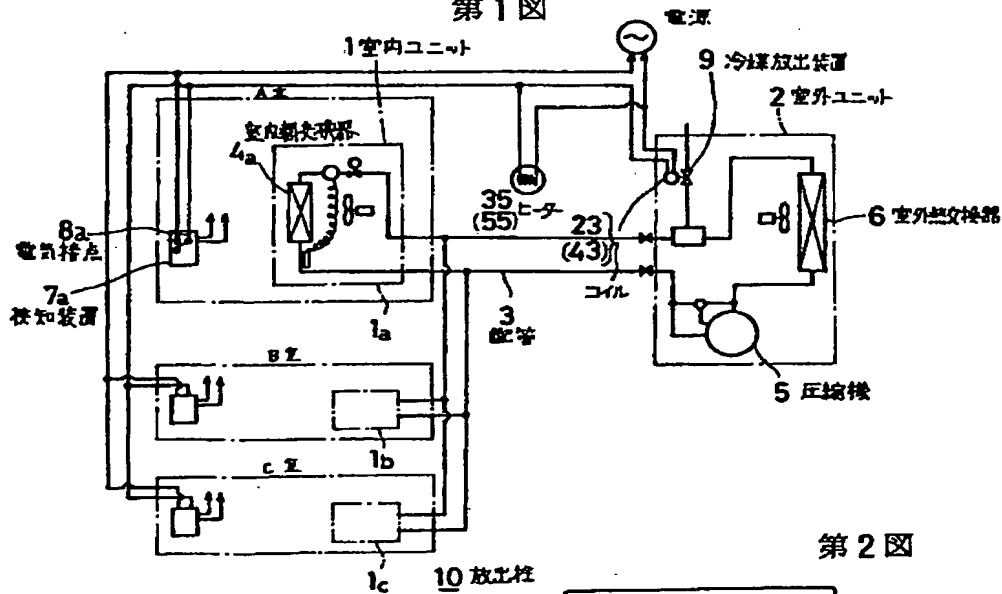 第1図
電源
1 室内ユニット
9 冷媒放出装置
2 室外ユニット
A室
室内熱交換器
4a
35
(55)
ヒーター
23
(43)
コイル
6 室外熱交換器
8a
電気接点
7a
検知装置
1a
3
配管
B室
5 圧縮機
1b
C室
1c
10 放出栓
第2図